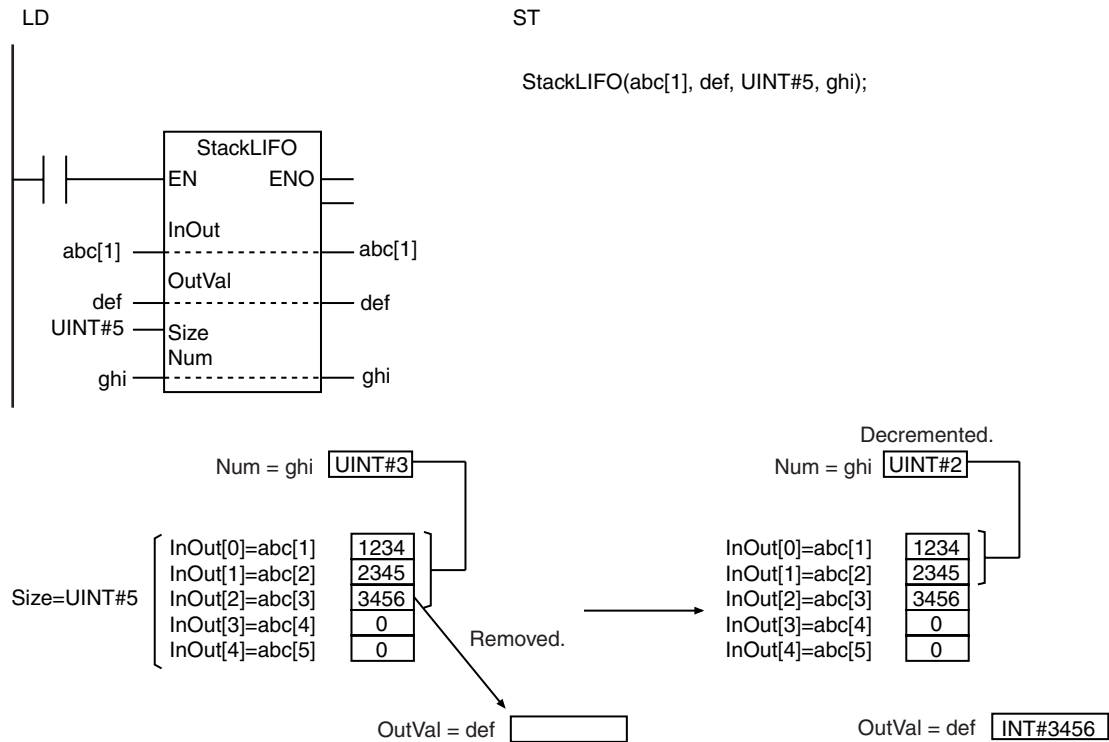 LD ST
StackLIFO(abc[1], def, UINT#5, ghi);
StackLIFO
EN ENO
InOut
abc[1] abc[1]
OutVal
def def
UINT#5 Size
Num
ghi ghi
Decremented.
Num = ghi UINT#3 Num = ghi UINT#2
InOut[0]=abc[1] 1234 InOut[0]=abc[1] 1234
InOut[1]=abc[2] 2345 InOut[1]=abc[2] 2345
Size=UINT#5 InOut[2]=abc[3] 3456 InOut[2]=abc[3] 3456
InOut[3]=abc[4] 0 InOut[3]=abc[4] 0
Removed.
InOut[4]=abc[5] 0 InOut[4]=abc[5] 0
OutVal = def OutVal = def INT#3456